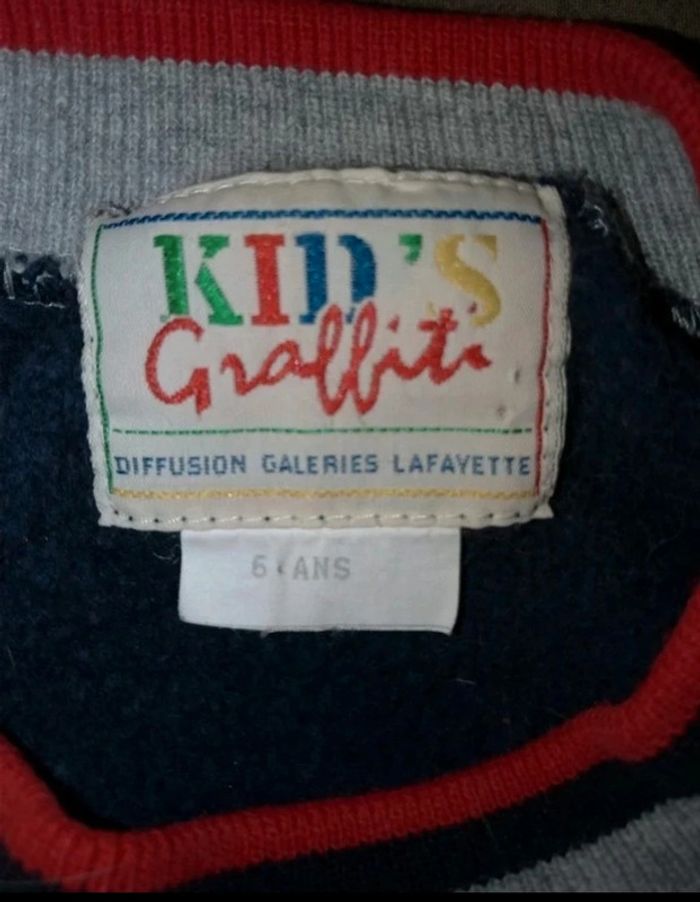 KID'S
Graffiti
DIFFUSION GALERIES LAFAYETTE
6 ANS